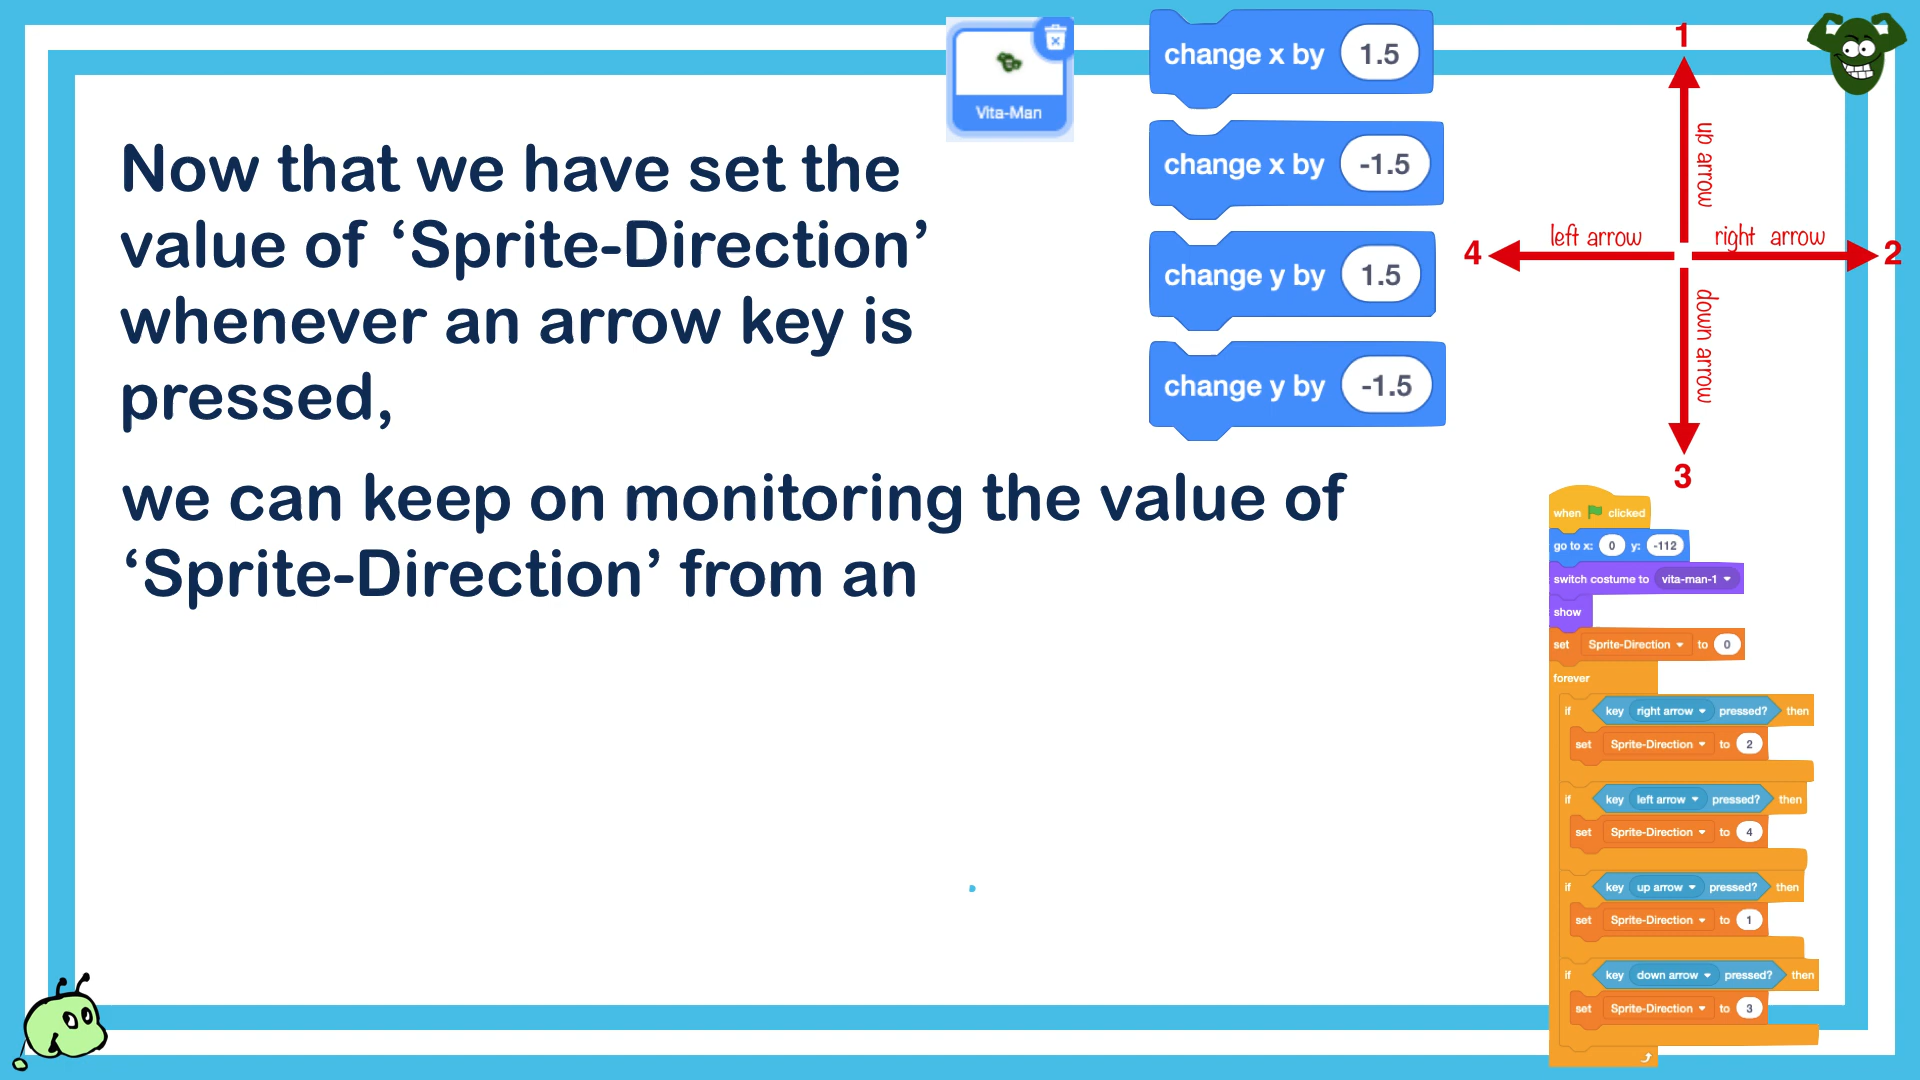 Now that we have set the
value of ‘Sprite-Direction’
whenever an arrow key is
pressed,
we can keep on monitoring the value of
‘Sprite-Direction’ from an
Vita-Man
change x by 1.5
change x by -1.5
change y by 1.5
change y by -1.5
1
up arrow
4
left arrow
right arrow
2
down arrow
3
when clicked
go to x: 0 y: -112
switch costume to vita-man-1
show
set Sprite-Direction to 0
forever
if key right arrow pressed? then
set Sprite-Direction to 2
if key left arrow pressed? then
set Sprite-Direction to 4
if key up arrow pressed? then
set Sprite-Direction to 1
if key down arrow pressed? then
set Sprite-Direction to 3